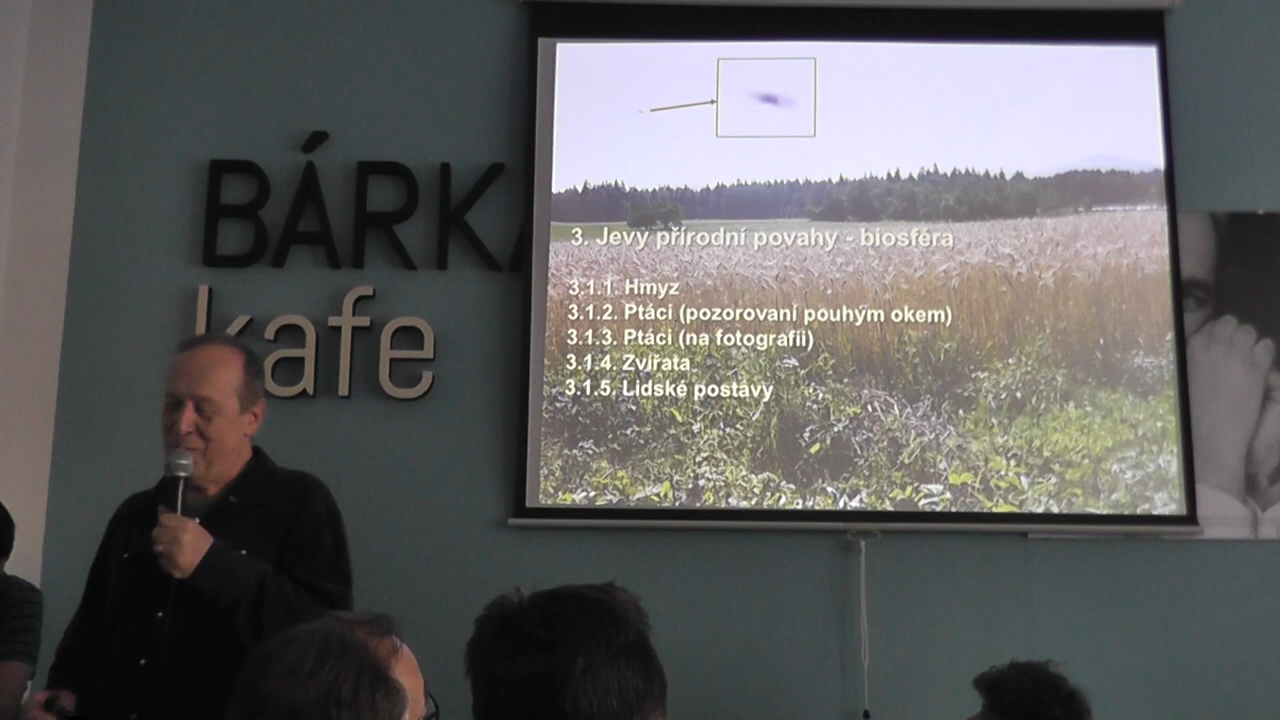 BÁRKA
kafe
3. Jevy přírodní povahy - biosféra
3.1.1. Hmyz
3.1.2. Ptáci (pozorovaní pouhým okem)
3.1.3. Ptáci (na fotografii)
3.1.4. Zvířata
3.1.5. Lidské postavy